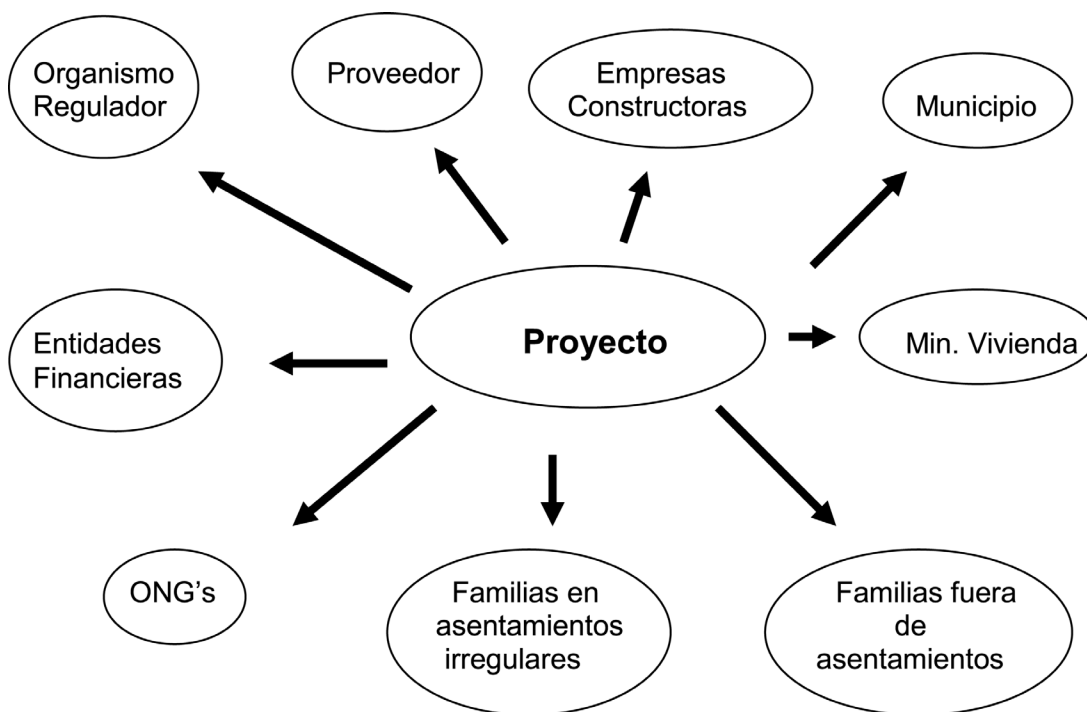 Organismo
Regulador
Proveedor
Empresas
Constructoras
Municipio
Entidades
Financieras
Proyecto
Min. Vivienda
ONG’s
Familias en
asentamientos
irregulares
Familias fuera
de
asentamientos